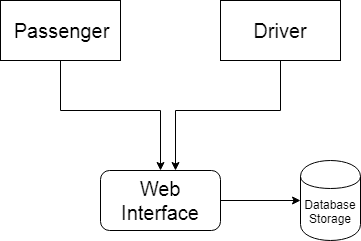 Passenger
Driver
Web
Interface
Database
Storage